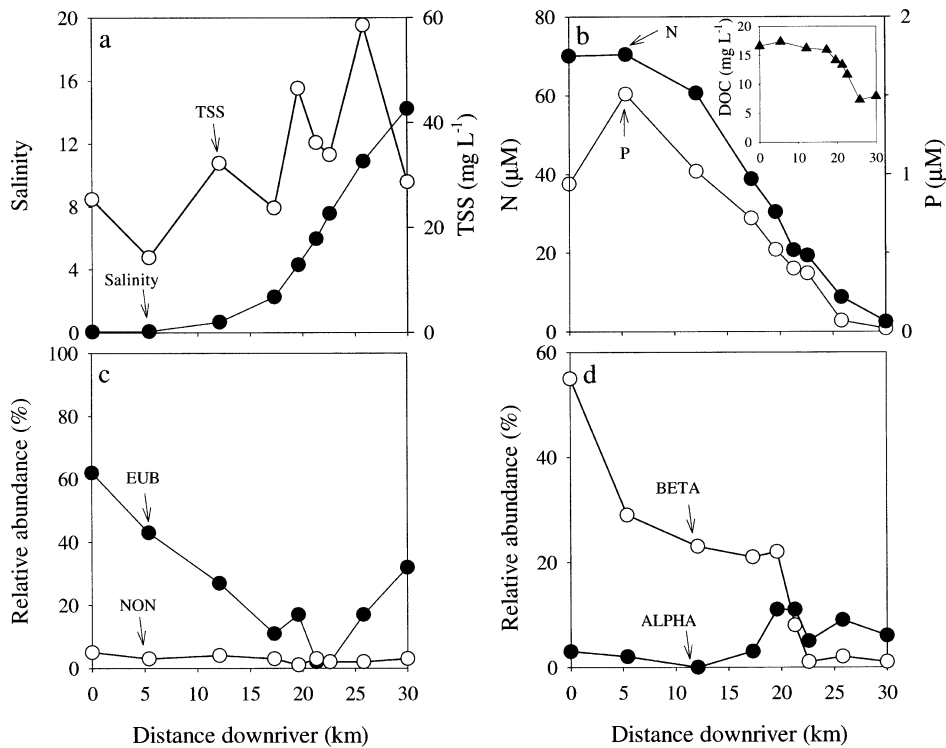 20
16
12
8
4
0
Salinity
a
TSS
Salinity
60
40
20
0
TSS (mg L-1)
80
60
40
20
0
N (μM)
b
N
P
2
1
0
P (μM)
20
15
10
5
0
DOC (mg L-1)
0 10 20 30
100
80
60
40
20
0
Relative abundance (%)
c
EUB
NON
0 5 10 15 20 25 30
Distance downriver (km)
60
40
20
0
Relative abundance (%)
d
BETA
ALPHA
0 5 10 15 20 25 30
Distance downriver (km)